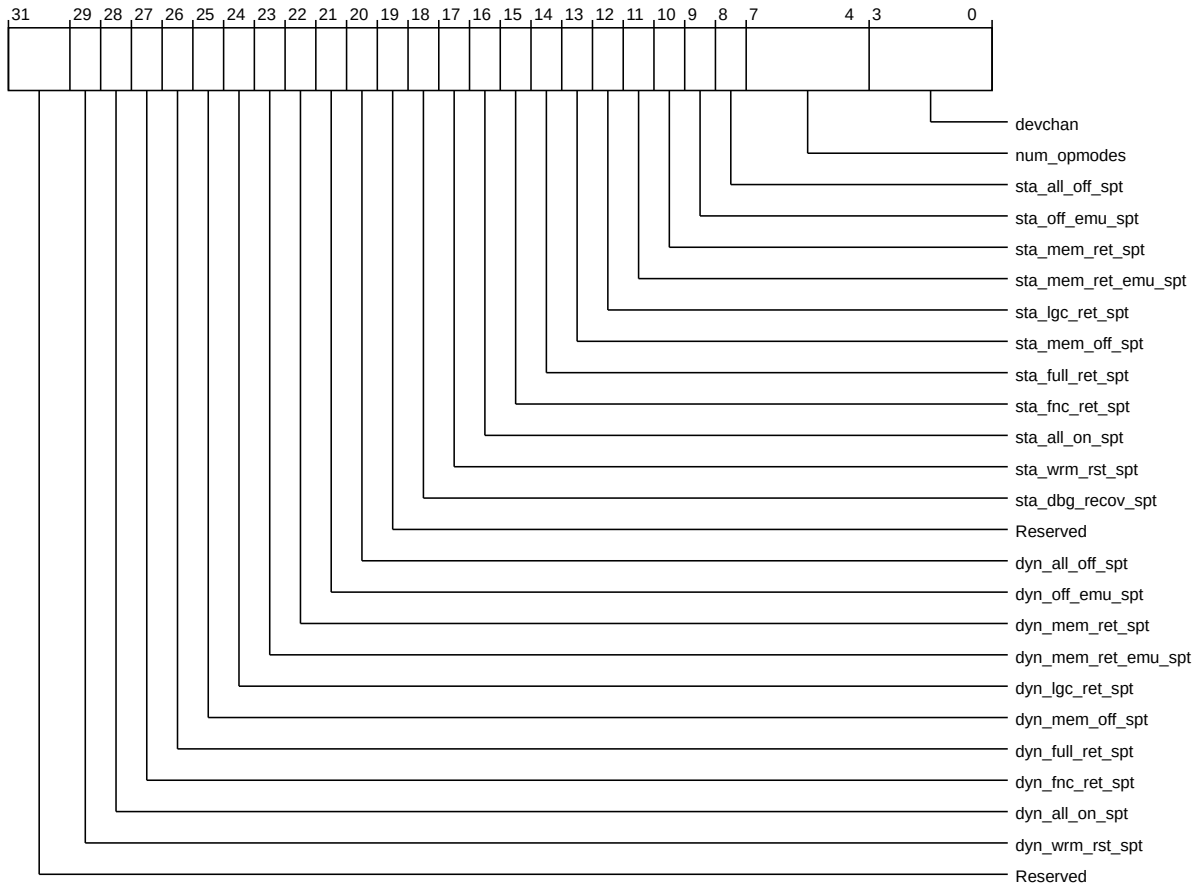 31 29 28 27 26 25 24 23 22 21 20 19 18 17 16 15 14 13 12 11 10 9 8 7 4 3 0
devchan
num_opmodes
sta_all_off_spt
sta_off_emu_spt
sta_mem_ret_spt
sta_mem_ret_emu_spt
sta_lgc_ret_spt
sta_mem_off_spt
sta_full_ret_spt
sta_fnc_ret_spt
sta_all_on_spt
sta_wrm_rst_spt
sta_dbg_recov_spt
Reserved
dyn_all_off_spt
dyn_off_emu_spt
dyn_mem_ret_spt
dyn_mem_ret_emu_spt
dyn_lgc_ret_spt
dyn_mem_off_spt
dyn_full_ret_spt
dyn_fnc_ret_spt
dyn_all_on_spt
dyn_wrm_rst_spt
Reserved